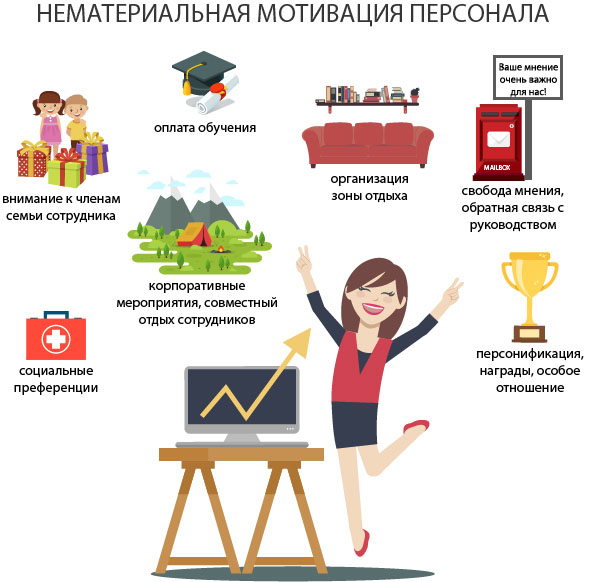 НЕМАТЕРИАЛЬНАЯ МОТИВАЦИЯ ПЕРСОНАЛА
Ваше мнение
очень важно
для нас!
оплата обучения
MAILBOX
организация
зоны отдыха
внимание к членам
семьи сотрудника
свобода мнения,
обратная связь с
руководством
корпоративные
мероприятия, совместный
отдых сотрудников
персонификация,
награды, особое
отношение
социальные
преференции